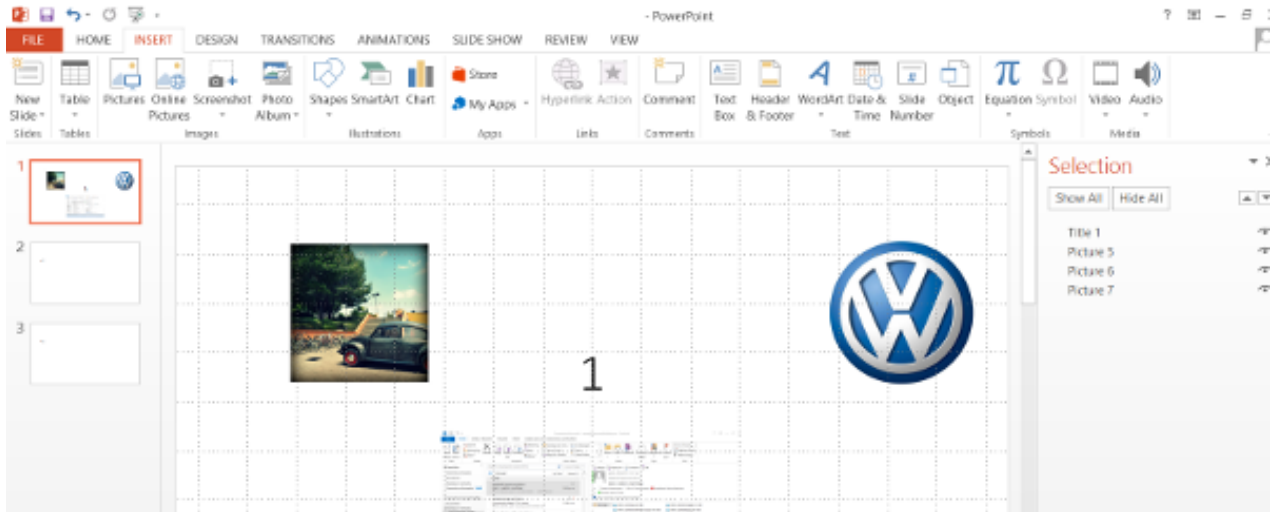 - PowerPoint
?
FILE HOME INSERT DESIGN TRANSITIONS ANIMATIONS SLIDE SHOW REVIEW VIEW
New Slide
Table
Pictures
Online Pictures
Screenshot
Photo Album
Shapes
SmartArt
Chart
Store
My Apps
Hyperlink
Action
Comment
Text Box
Header & Footer
WordArt
Date & Time
Slide Number
Object
Equation
Symbol
Video
Audio
Slides Tables Images Illustrations Apps Links Comments Text Symbols Media
1
2
3
1
Selection
Show All Hide All
Title 1
Picture 5
Picture 6
Picture 7